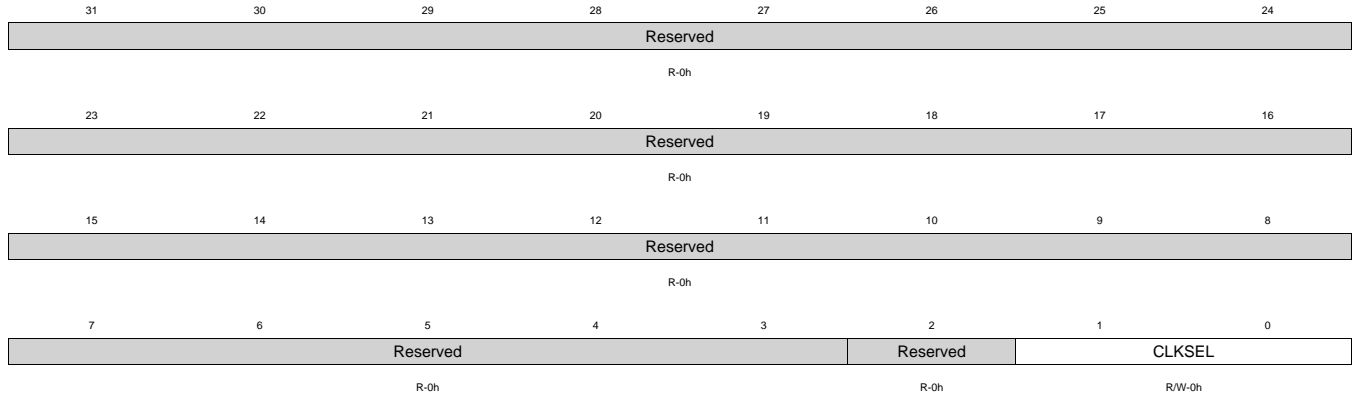 31 30 29 28 27 26 25 24
Reserved
R-0h
23 22 21 20 19 18 17 16
Reserved
R-0h
15 14 13 12 11 10 9 8
Reserved
R-0h
7 6 5 4 3 2 1 0
Reserved Reserved CLKSEL
R-0h R-0h R/W-0h